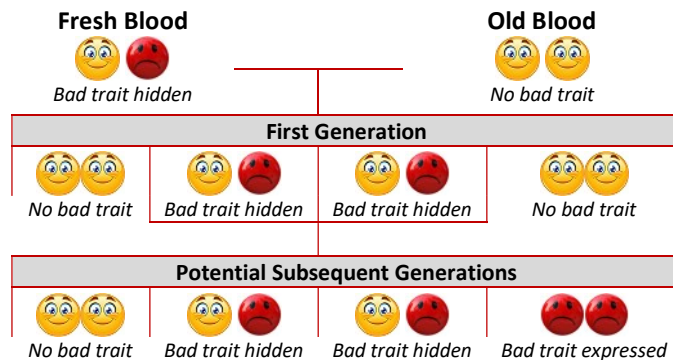 Fresh Blood
Old Blood
Bad trait hidden
No bad trait
First Generation
No bad trait
Bad trait hidden
Bad trait hidden
No bad trait
Potential Subsequent Generations
No bad trait
Bad trait hidden
Bad trait hidden
Bad trait expressed